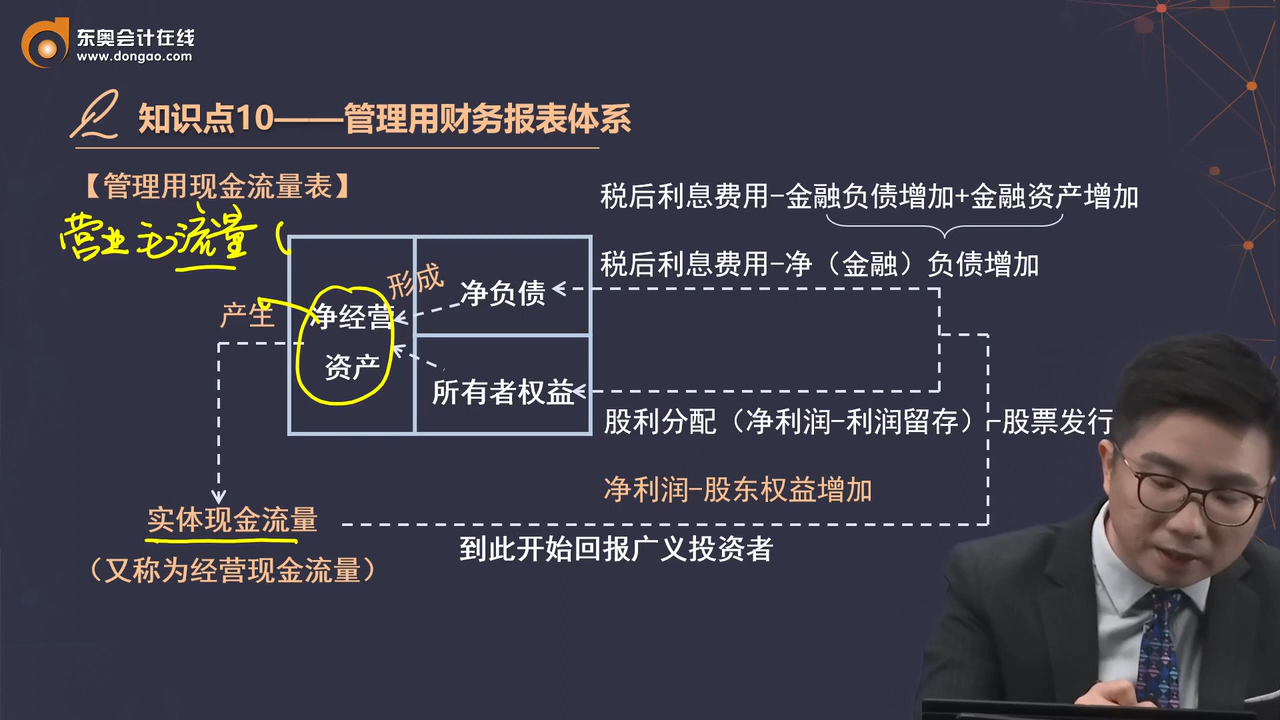 东奥会计在线
www.dongao.com
知识点10——管理用财务报表体系
【管理用现金流量表】
营业毛流量（
税后利息费用-金融负债增加+金融资产增加
税后利息费用-净（金融）负债增加
形成
净负债
产生
净经营
资产
所有者权益
股利分配（净利润-利润留存）-股票发行
净利润-股东权益增加
实体现金流量
到此开始回报广义投资者
（又称为经营现金流量）